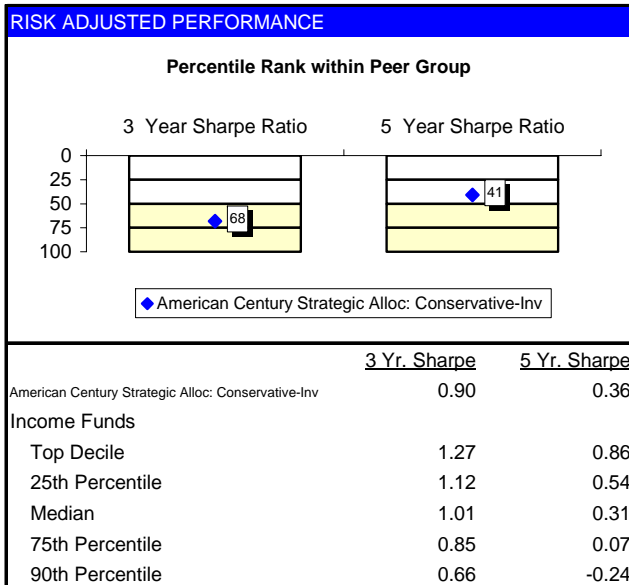 RISK ADJUSTED PERFORMANCE
Percentile Rank within Peer Group
3 Year Sharpe Ratio 5 Year Sharpe Ratio
0
25
50
75
100
68
41
American Century Strategic Alloc: Conservative-Inv
3 Yr. Sharpe 5 Yr. Sharpe
American Century Strategic Alloc: Conservative-Inv 0.90 0.36
Income Funds
Top Decile 1.27 0.86
25th Percentile 1.12 0.54
Median 1.01 0.31
75th Percentile 0.85 0.07
90th Percentile 0.66 -0.24